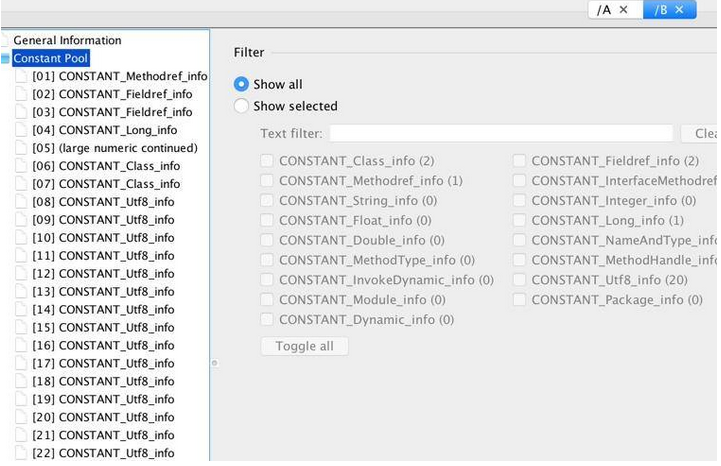 /A ×  /B ×
General Information
Constant Pool
[01] CONSTANT_Methodref_info
[02] CONSTANT_Fieldref_info
[03] CONSTANT_Fieldref_info
[04] CONSTANT_Long_info
[05] (large numeric continued)
[06] CONSTANT_Class_info
[07] CONSTANT_Class_info
[08] CONSTANT_Utf8_info
[09] CONSTANT_Utf8_info
[10] CONSTANT_Utf8_info
[11] CONSTANT_Utf8_info
[12] CONSTANT_Utf8_info
[13] CONSTANT_Utf8_info
[14] CONSTANT_Utf8_info
[15] CONSTANT_Utf8_info
[16] CONSTANT_Utf8_info
[17] CONSTANT_Utf8_info
[18] CONSTANT_Utf8_info
[19] CONSTANT_Utf8_info
[20] CONSTANT_Utf8_info
[21] CONSTANT_Utf8_info
[22] CONSTANT_Utf8_info
Filter
Show all
Show selected
Text filter: Clea
CONSTANT_Class_info (2) CONSTANT_Fieldref_info (2)
CONSTANT_Methodref_info (1) CONSTANT_InterfaceMethodref
CONSTANT_String_info (0) CONSTANT_Integer_info (0)
CONSTANT_Float_info (0) CONSTANT_Long_info (1)
CONSTANT_Double_info (0) CONSTANT_NameAndType_info
CONSTANT_MethodType_info (0) CONSTANT_MethodHandle_info
CONSTANT_InvokeDynamic_info (0) CONSTANT_Utf8_info (20)
CONSTANT_Module_info (0) CONSTANT_Package_info (0)
CONSTANT_Dynamic_info (0)
Toggle all